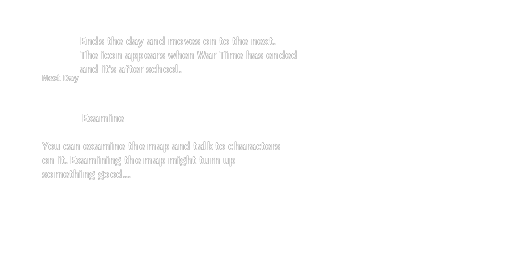 Ends the day and moves on to the next.
The icon appears when War Time has ended
and it's after school.
Next Day
Examine
You can examine the map and talk to characters
on it. Examining the map might turn up
something good...